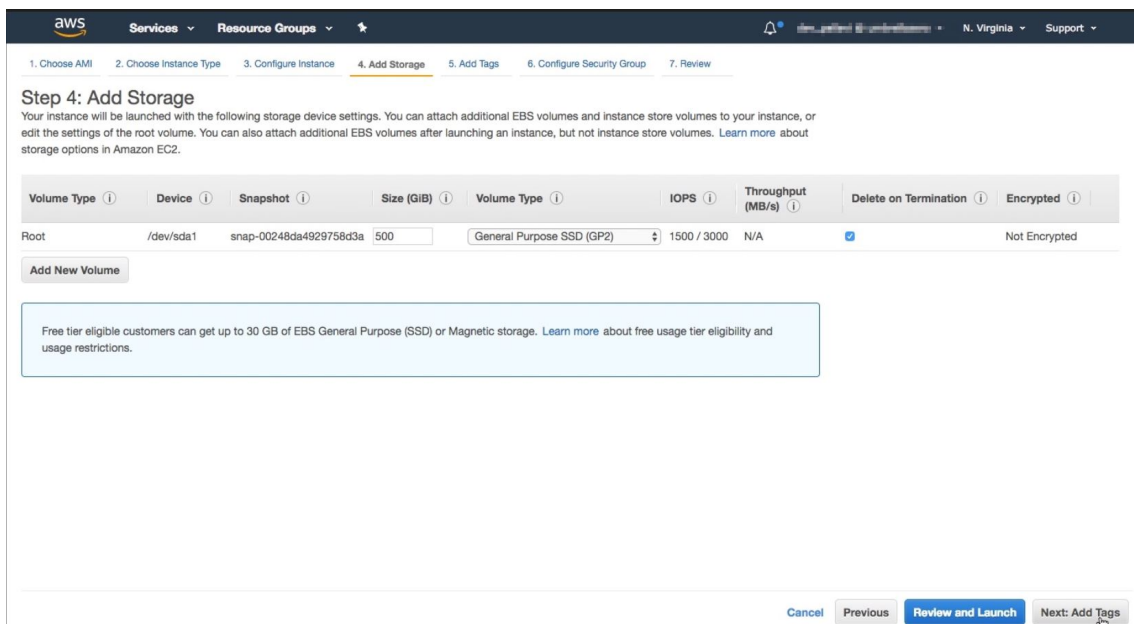 aws Services Resource Groups N. Virginia Support
1. Choose AMI 2. Choose Instance Type 3. Configure Instance 4. Add Storage 5. Add Tags 6. Configure Security Group 7. Review
Step 4: Add Storage
Your instance will be launched with the following storage device settings. You can attach additional EBS volumes and instance store volumes to your instance, or
edit the settings of the root volume. You can also attach additional EBS volumes after launching an instance, but not instance store volumes. Learn more about
storage options in Amazon EC2.
Volume Type i Device i Snapshot i Size (GiB) i Volume Type i IOPS i Throughput (MB/s) i Delete on Termination i Encrypted i
Root /dev/sda1 snap-00248da4929758d3a 500 General Purpose SSD (GP2) 1500 / 3000 N/A Not Encrypted
Add New Volume
Free tier eligible customers can get up to 30 GB of EBS General Purpose (SSD) or Magnetic storage. Learn more about free usage tier eligibility and
usage restrictions.
Cancel Previous Review and Launch Next: Add Tags